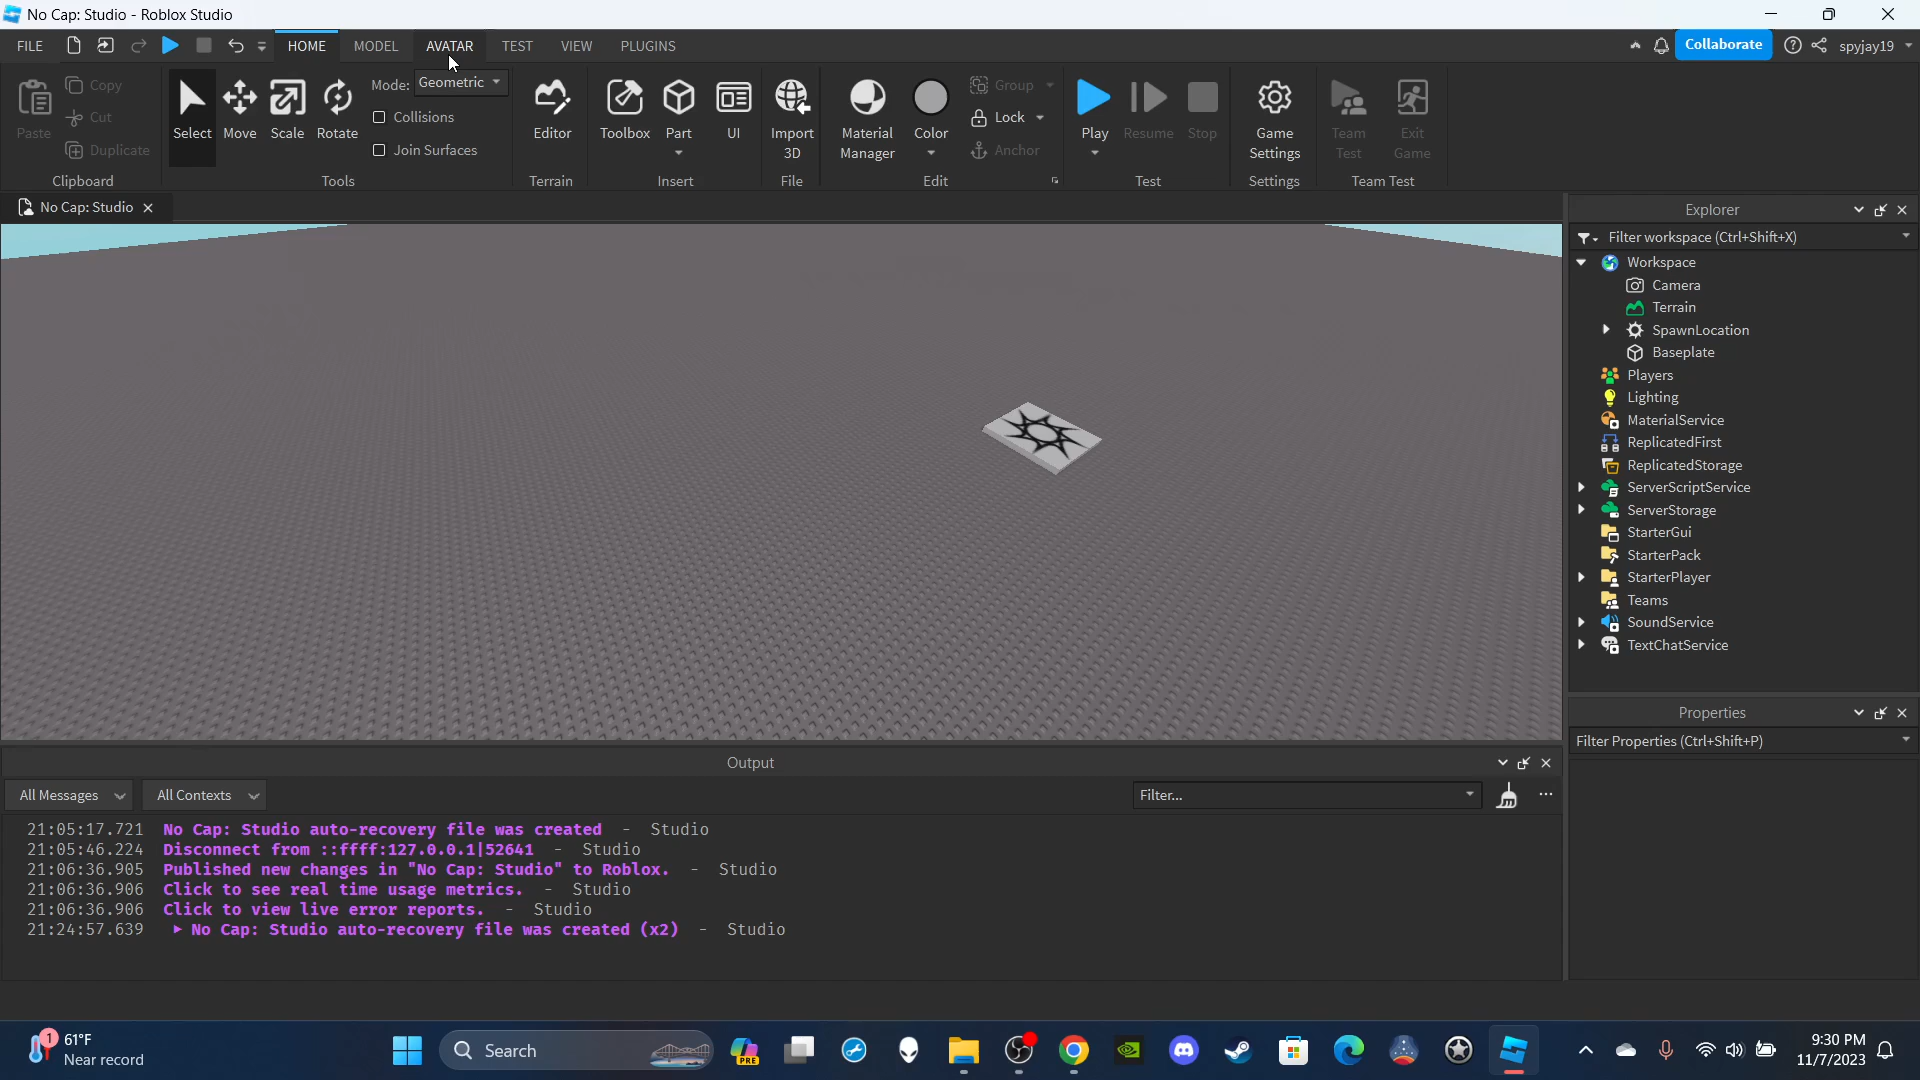 No Cap: Studio - Roblox Studio
FILE HOME MODEL AVATAR TEST VIEW PLUGINS Collaborate spyjay19
Paste Copy Cut Duplicate
Clipboard
Select Move Scale Rotate
Mode: Geometric
Collisions
Join Surfaces
Tools
Editor
Terrain
Toolbox Part UI
Insert
Import 3D
File
Material Manager Color Group Lock Anchor
Edit
Play Resume Stop
Test
Game Settings
Settings
Team Test Exit Game
Team Test
No Cap: Studio
Explorer
Filter workspace (Ctrl+Shift+X)
Workspace
Camera
Terrain
SpawnLocation
Baseplate
Players
Lighting
MaterialService
ReplicatedFirst
ReplicatedStorage
ServerScriptService
ServerStorage
StarterGui
StarterPack
StarterPlayer
Teams
SoundService
TextChatService
Properties
Filter Properties (Ctrl+Shift+P)
Output
All Messages All Contexts Filter...
21:05:17.721 No Cap: Studio auto-recovery file was created - Studio
21:05:46.224 Disconnect from ::ffff:127.0.0.1|52641 - Studio
21:06:36.905 Published new changes in "No Cap: Studio" to Roblox. - Studio
21:06:36.906 Click to see real time usage metrics. - Studio
21:06:36.906 Click to view live error reports. - Studio
21:24:57.639 No Cap: Studio auto-recovery file was created (x2) - Studio
1
61°F
Near record
Search
PRE
9:30 PM
11/7/2023